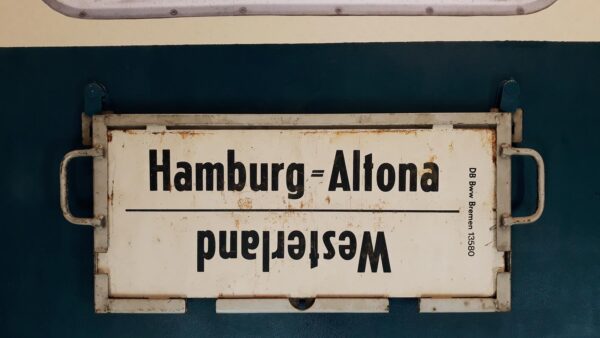 Hamburg=Altona
Westerland
DB Bww Bremen 13580